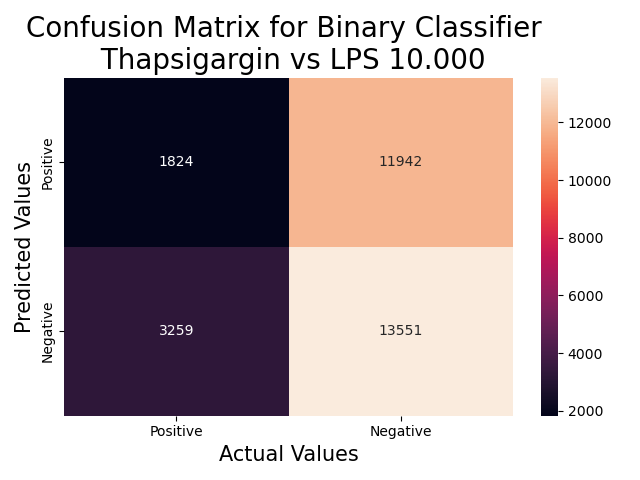 Confusion Matrix for Binary Classifier
Thapsigargin vs LPS 10.000
Predicted Values
Positive
Negative
1824
11942
3259
13551
Positive
Negative
Actual Values
12000
10000
8000
6000
4000
2000